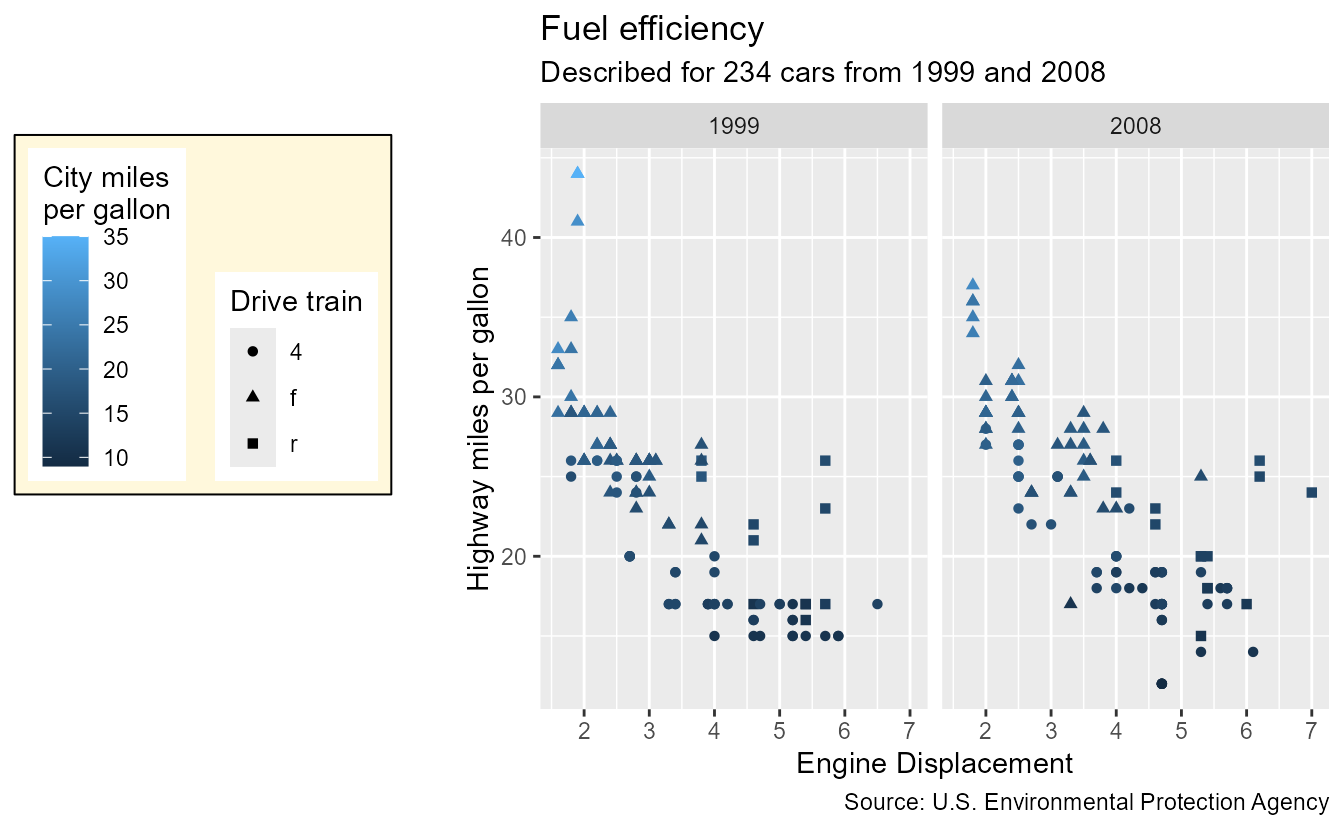 Fuel efficiency
Described for 234 cars from 1999 and 2008
City miles
per gallon
35
30
25
20
15
10
Drive train
4
f
r
1999
2008
Highway miles per gallon
40
30
20
2 3 4 5 6 7
2 3 4 5 6 7
Engine Displacement
Source: U.S. Environmental Protection Agency